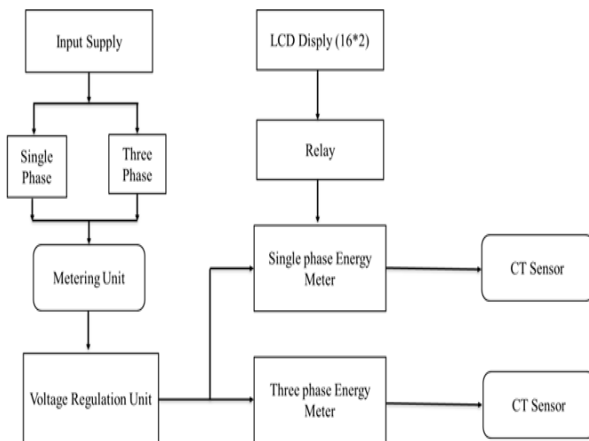 Input Supply
LCD Disply (16*2)
Single
Phase
Three
Phase
Relay
Metering Unit
Single phase Energy
Meter
CT Sensor
Voltage Regulation Unit
Three phase Energy
Meter
CT Sensor